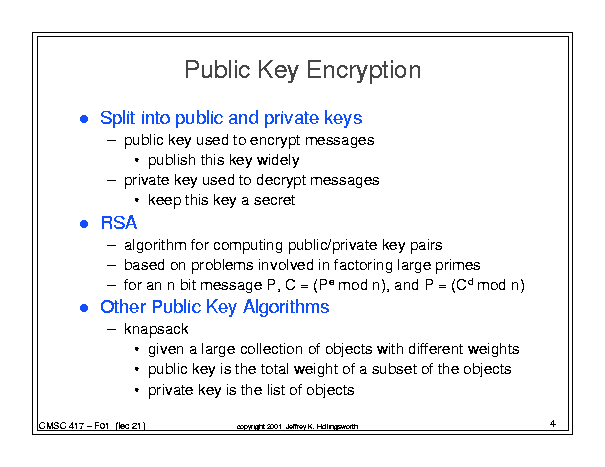 Public Key Encryption
● Split into public and private keys
– public key used to encrypt messages
• publish this key widely
– private key used to decrypt messages
• keep this key a secret
● RSA
– algorithm for computing public/private key pairs
– based on problems involved in factoring large primes
– for an n bit message P, C = (Pᵉ mod n), and P = (Cᵈ mod n)
● Other Public Key Algorithms
– knapsack
• given a large collection of objects with different weights
• public key is the total weight of a subset of the objects
• private key is the list of objects
CMSC 417 – F01 (lec 21) copyright 2001 Jeffrey K. Hollingsworth 4